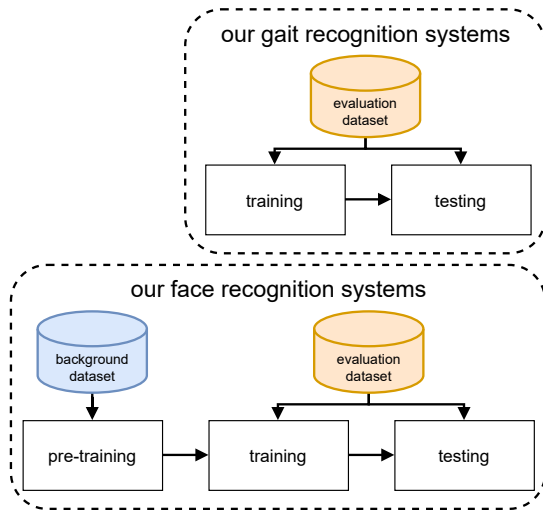 our gait recognition systems
evaluation
dataset
training
testing
our face recognition systems
background
dataset
evaluation
dataset
pre-training
training
testing